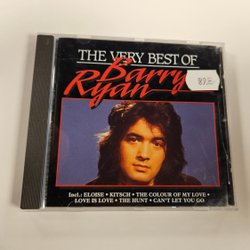 THE VERY BEST OF
Barry
Ryan
Incl.: ELOISE • KITSCH • THE COLOUR OF MY LOVE •
LOVE IS LOVE • THE HUNT • CAN'T LET YOU GO